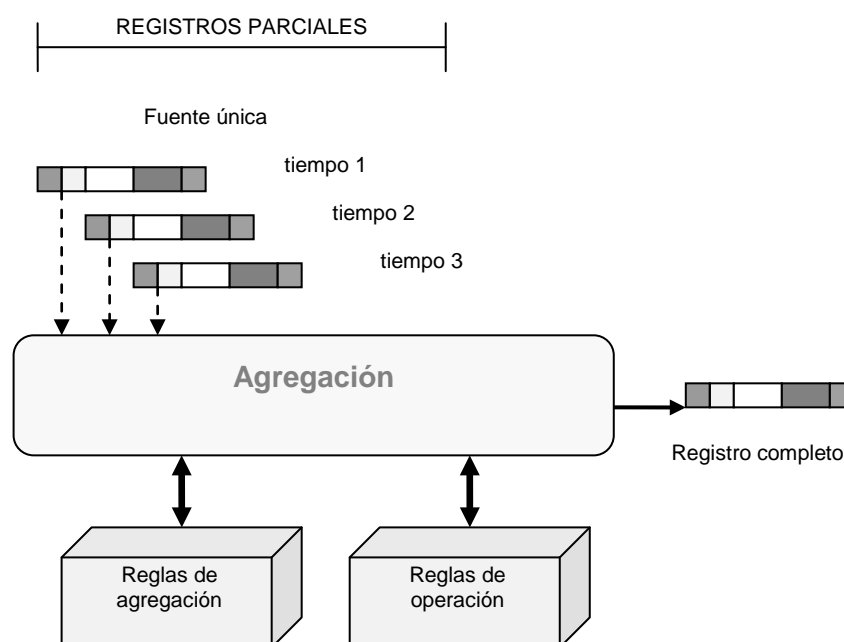 REGISTROS PARCIALES
Fuente única
tiempo 1
tiempo 2
tiempo 3
Agregación
Registro completo
Reglas de
agregación
Reglas de
operación